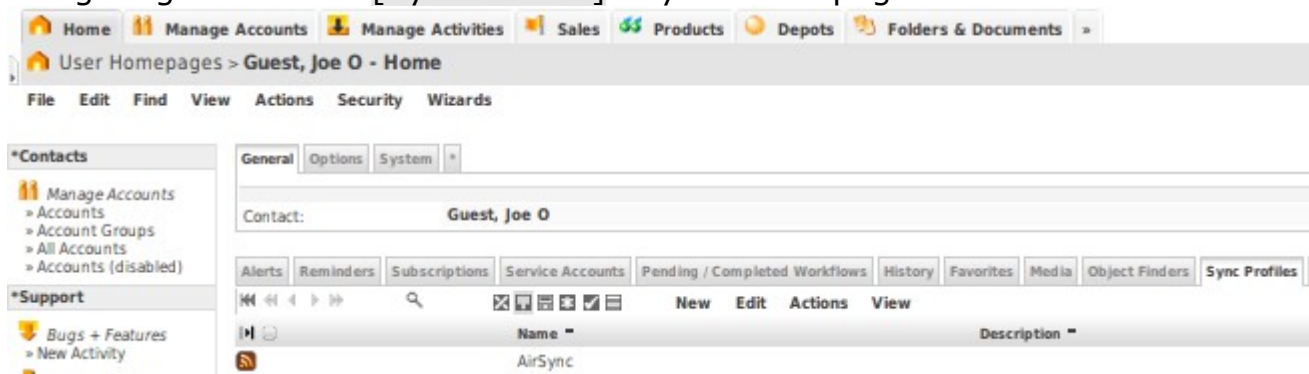 Home Manage Accounts Manage Activities Sales Products Depots Folders & Documents »
User Homepages > Guest, Joe O - Home
File Edit Find View Actions Security Wizards
*Contacts
Manage Accounts
» Accounts
» Account Groups
» All Accounts
» Accounts (disabled)
*Support
Bugs + Features
» New Activity
General Options System *
Contact: Guest, Joe O
Alerts Reminders Subscriptions Service Accounts Pending / Completed Workflows History Favorites Media Object Finders Sync Profiles
New Edit Actions View
Name Description
AirSync